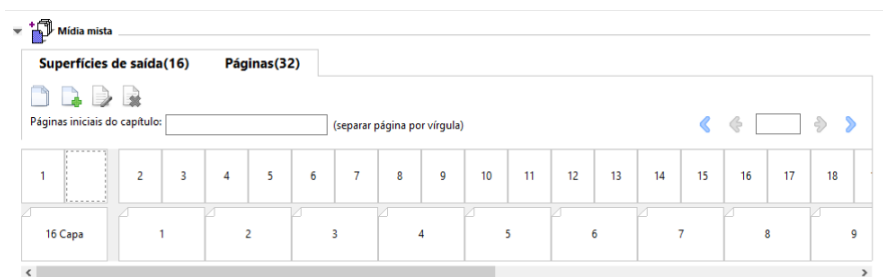 Mídia mista
Superfícies de saída(16) Páginas(32)
Páginas iniciais do capítulo: (separar página por vírgula)
1 2 3 4 5 6 7 8 9 10 11 12 13 14 15 16 17 18
16 Capa 1 2 3 4 5 6 7 8 9